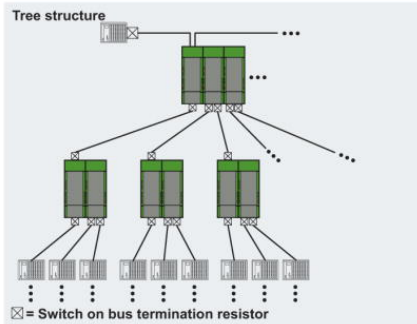 Tree structure
= Switch on bus termination resistor